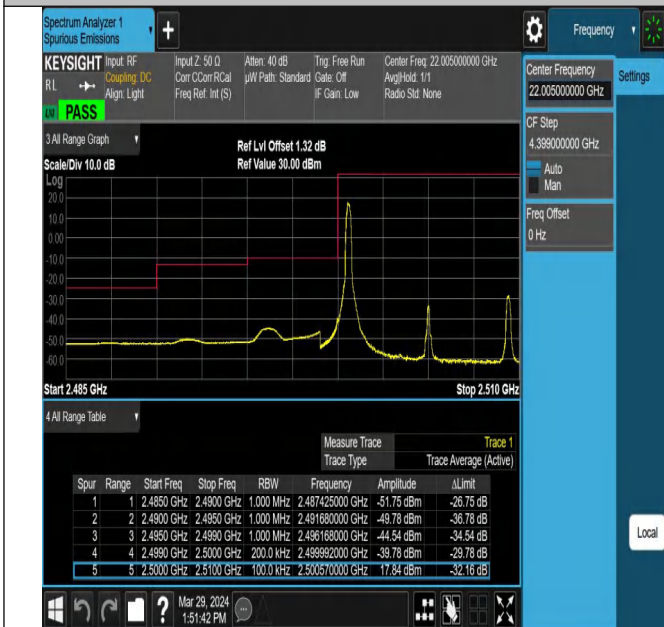 Spectrum Analyzer 1
Spurious Emissions
Frequency
KEYSIGHT Input: RF Input Z: 50 Ω Atten: 40 dB Trig: Free Run Center Freq: 22.005000000 GHz
RL Coupling: DC Corr CCorr RCal µW Path: Standard Gate: Off Avg|Hold: 1/1
Align: Light Freq Ref: Int (S) IF Gain: Low Radio Std: None
PASS
Center Frequency
22.005000000 GHz
Settings
CF Step
4.399000000 GHz
Auto
Man
Freq Offset
0 Hz
3 All Range Graph
Ref Lvl Offset 1.32 dB
Scale/Div 10.0 dB Ref Value 30.00 dBm
Log
20.0
10.0
0.00
-10.0
-20.0
-30.0
-40.0
-50.0
-60.0
Start 2.485 GHz Stop 2.510 GHz
4 All Range Table
Measure Trace Trace 1
Trace Type Trace Average (Active)
Spur Range Start Freq Stop Freq RBW Frequency Amplitude ΔLimit
1 1 2.4850 GHz 2.4900 GHz 1.000 MHz 2.487425000 GHz -51.75 dBm -26.75 dB
2 2 2.4900 GHz 2.4950 GHz 1.000 MHz 2.491680000 GHz -49.78 dBm -36.78 dB
3 3 2.4950 GHz 2.4990 GHz 1.000 MHz 2.496168000 GHz -44.54 dBm -34.54 dB
4 4 2.4990 GHz 2.5000 GHz 200.0 kHz 2.499992000 GHz -39.78 dBm -29.78 dB
5 5 2.5000 GHz 2.5100 GHz 100.0 kHz 2.500570000 GHz 17.84 dBm -32.16 dB
Local
Mar 29, 2024
1:51:42 PM